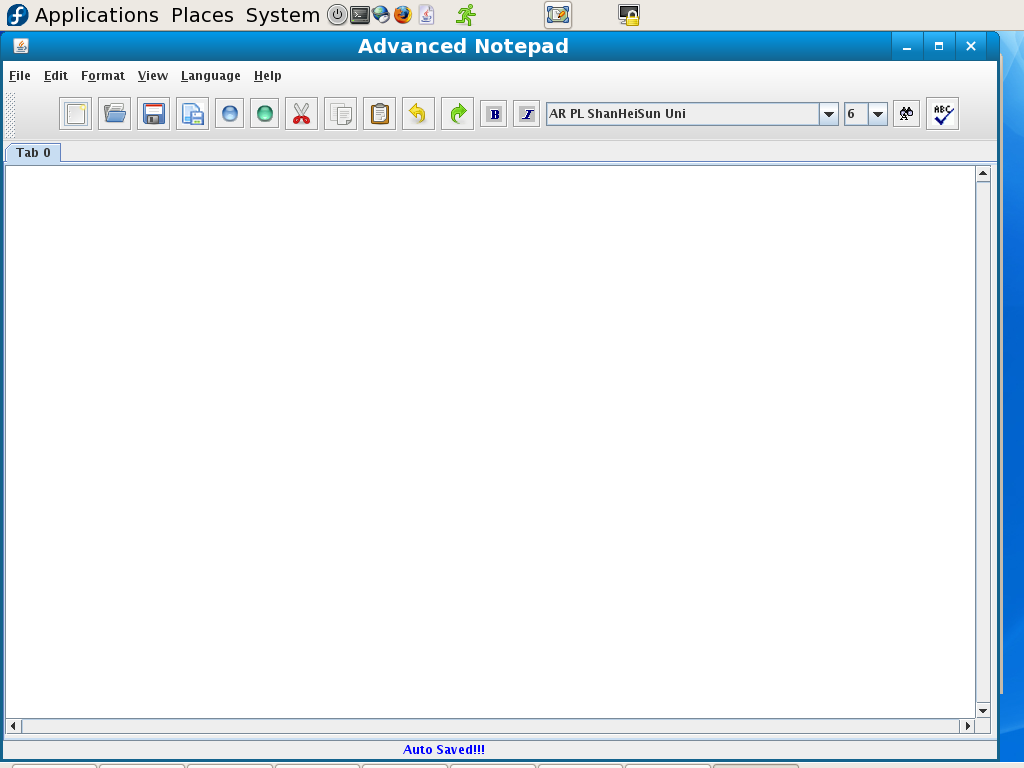 Applications Places System
Advanced Notepad
File Edit Format View Language Help
B I AR PL ShanHeiSun Uni 6 ABC
Tab 0
Auto Saved!!!